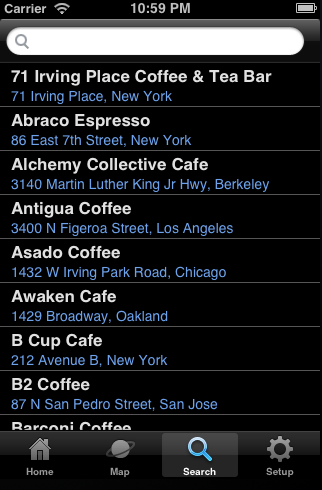 Carrier 10:59 PM
71 Irving Place Coffee & Tea Bar
71 Irving Place, New York
Abraco Espresso
86 East 7th Street, New York
Alchemy Collective Cafe
3140 Martin Luther King Jr Hwy, Berkeley
Antigua Coffee
3400 N Figeroa Street, Los Angeles
Asado Coffee
1432 W Irving Park Road, Chicago
Awaken Cafe
1429 Broadway, Oakland
B Cup Cafe
212 Avenue B, New York
B2 Coffee
87 N San Pedro Street, San Jose
Barconi Coffee
Home Map Search Setup